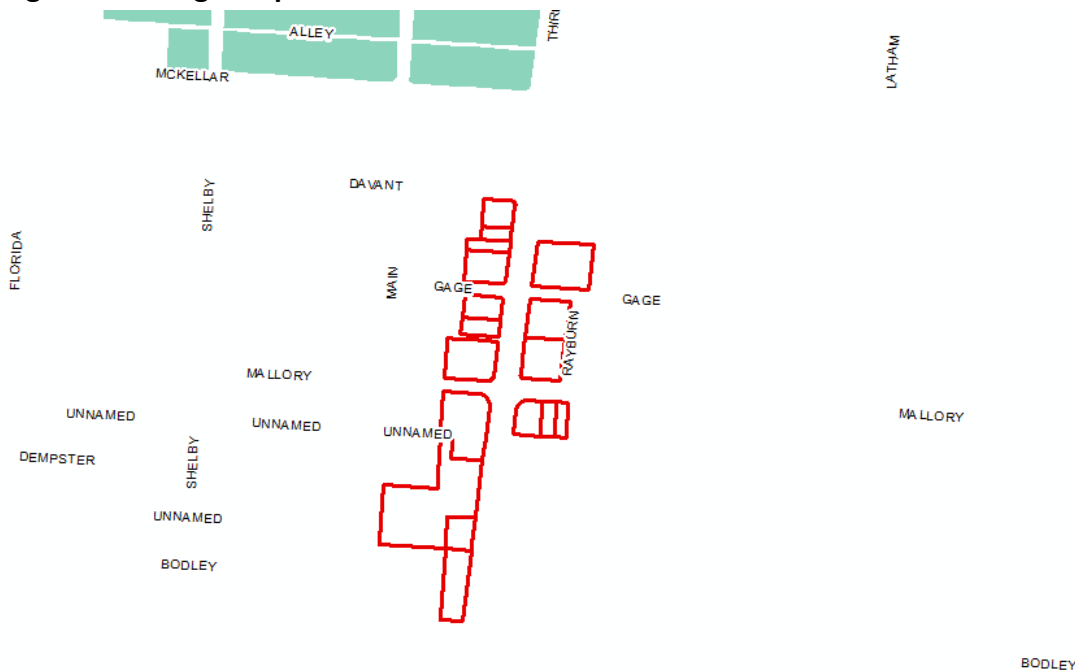 ALLEY
MCKELLAR
LATHAM
DAVANT
SHELBY
FLORIDA
MAIN
GAGE
GAGE
RAYBURN
MALLORY
UNNAMED
UNNAMED
UNNAMED
MALLORY
DEMPSTER
SHELBY
UNNAMED
BODLEY
BODLEY